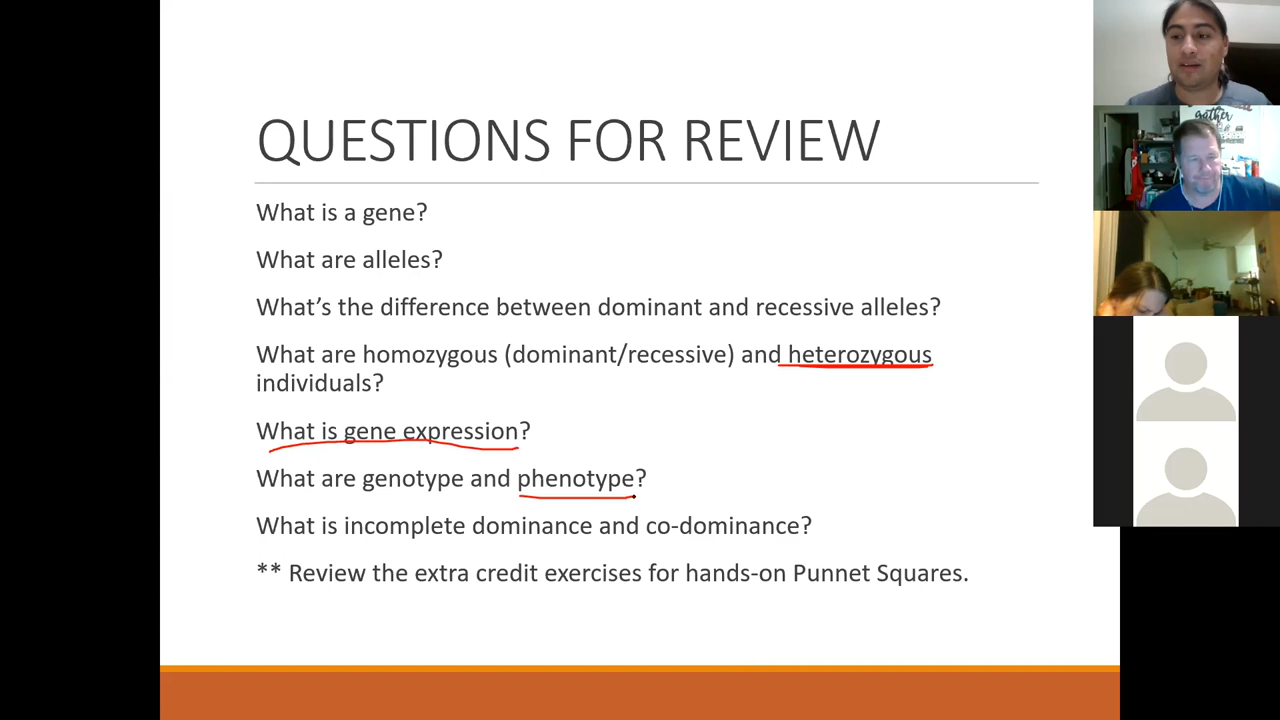 QUESTIONS FOR REVIEW
What is a gene?
What are alleles?
What's the difference between dominant and recessive alleles?
What are homozygous (dominant/recessive) and heterozygous
individuals?
What is gene expression?
What are genotype and phenotype?
What is incomplete dominance and co-dominance?
** Review the extra credit exercises for hands-on Punnet Squares.
gather